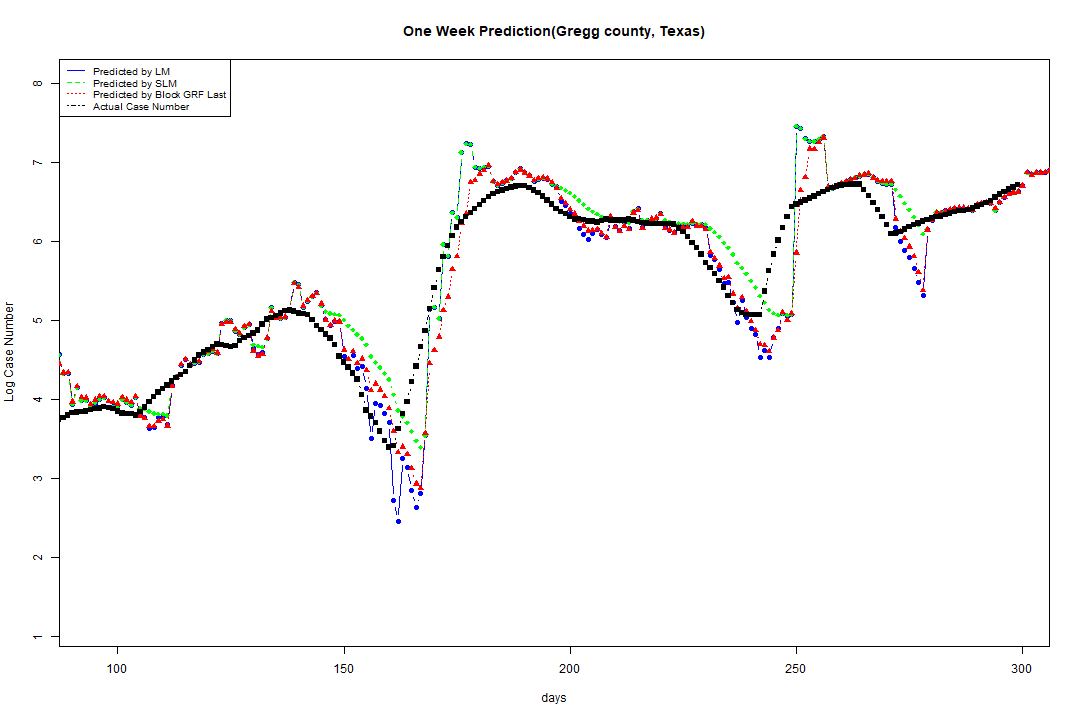 One Week Prediction(Gregg county, Texas)
Predicted by LM
Predicted by SLM
Predicted by Block GRF Last
Actual Case Number
8
7
6
5
4
3
2
1
Log Case Number
100 150 200 250 300
days